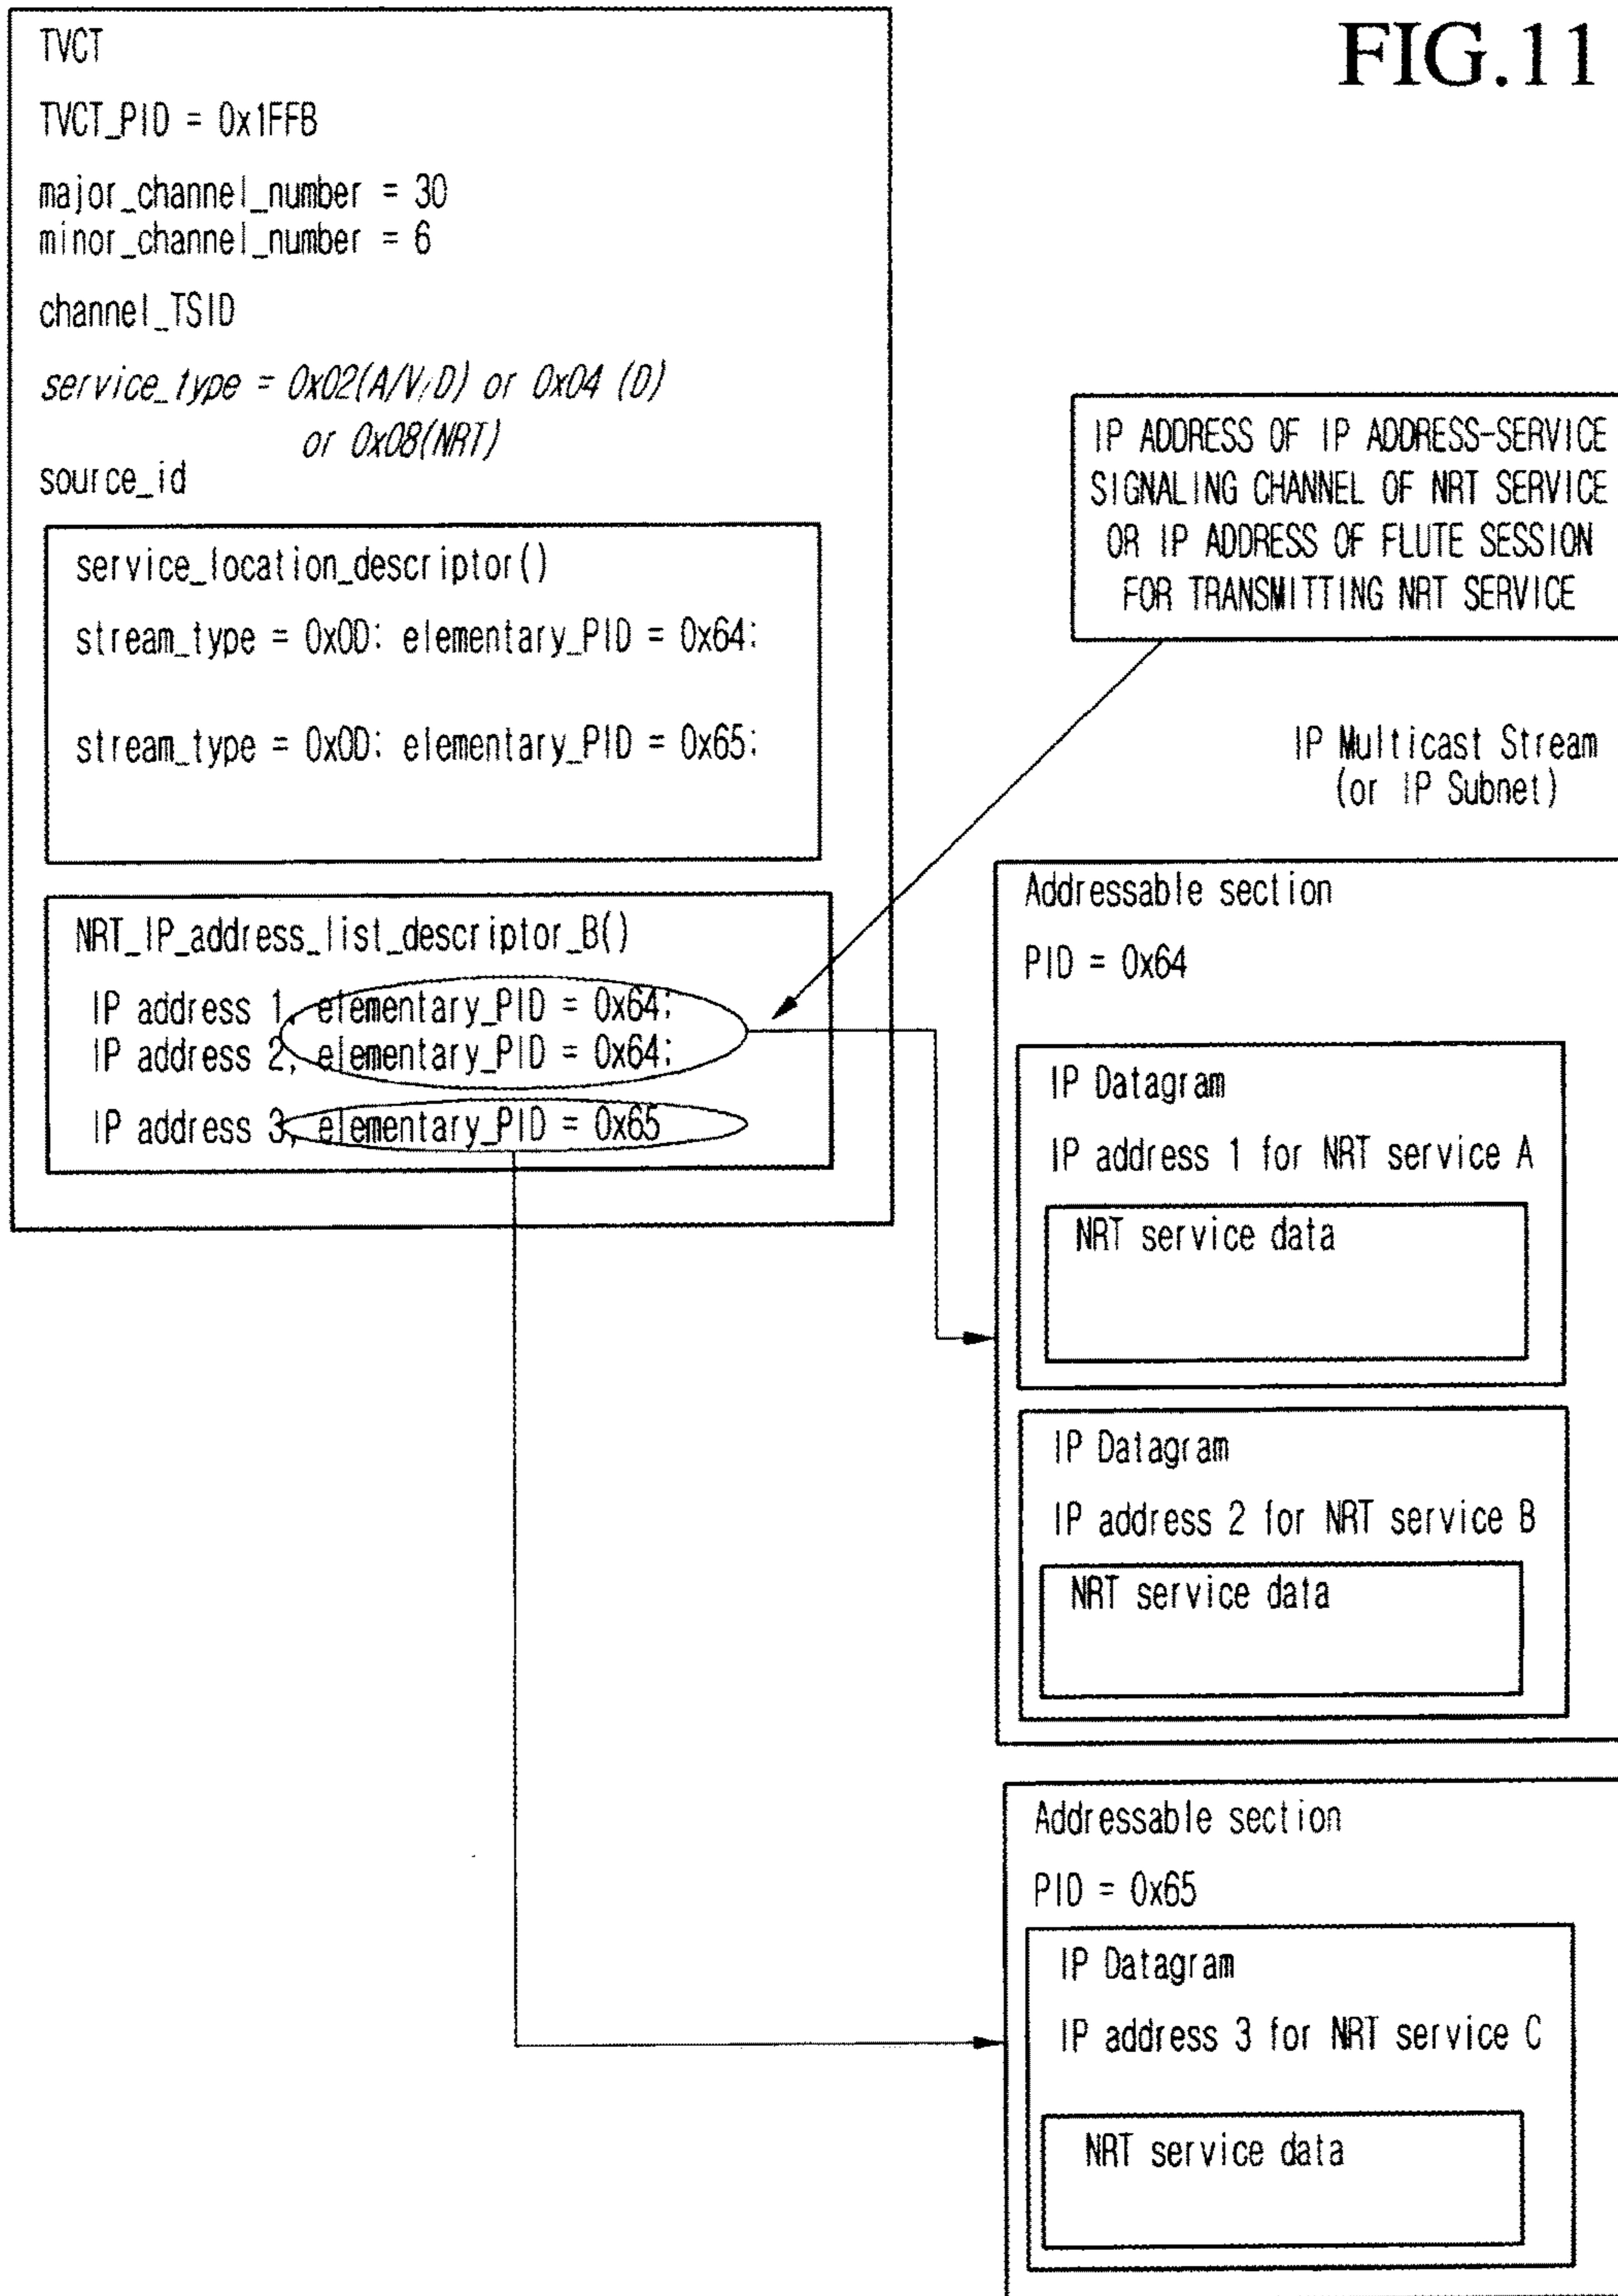 FIG.11
TVCT
TVCT_PID = 0x1FFB
major_channel_number = 30
minor_channel_number = 6
channel_TSID
service_type = 0x02(A/V/D) or 0x04 (D)
or 0x08(NRT)
source_id
service_location_descriptor()
stream_type = 0x0D; elementary_PID = 0x64;
stream_type = 0x0D; elementary_PID = 0x65;
NRT_IP_address_list_descriptor_B()
IP address 1, elementary_PID = 0x64;
IP address 2, elementary_PID = 0x64;
IP address 3, elementary_PID = 0x65
IP ADDRESS OF IP ADDRESS-SERVICE
SIGNALING CHANNEL OF NRT SERVICE
OR IP ADDRESS OF FLUTE SESSION
FOR TRANSMITTING NRT SERVICE
IP Multicast Stream
(or IP Subnet)
Addressable section
PID = 0x64
IP Datagram
IP address 1 for NRT service A
NRT service data
IP Datagram
IP address 2 for NRT service B
NRT service data
Addressable section
PID = 0x65
IP Datagram
IP address 3 for NRT service C
NRT service data